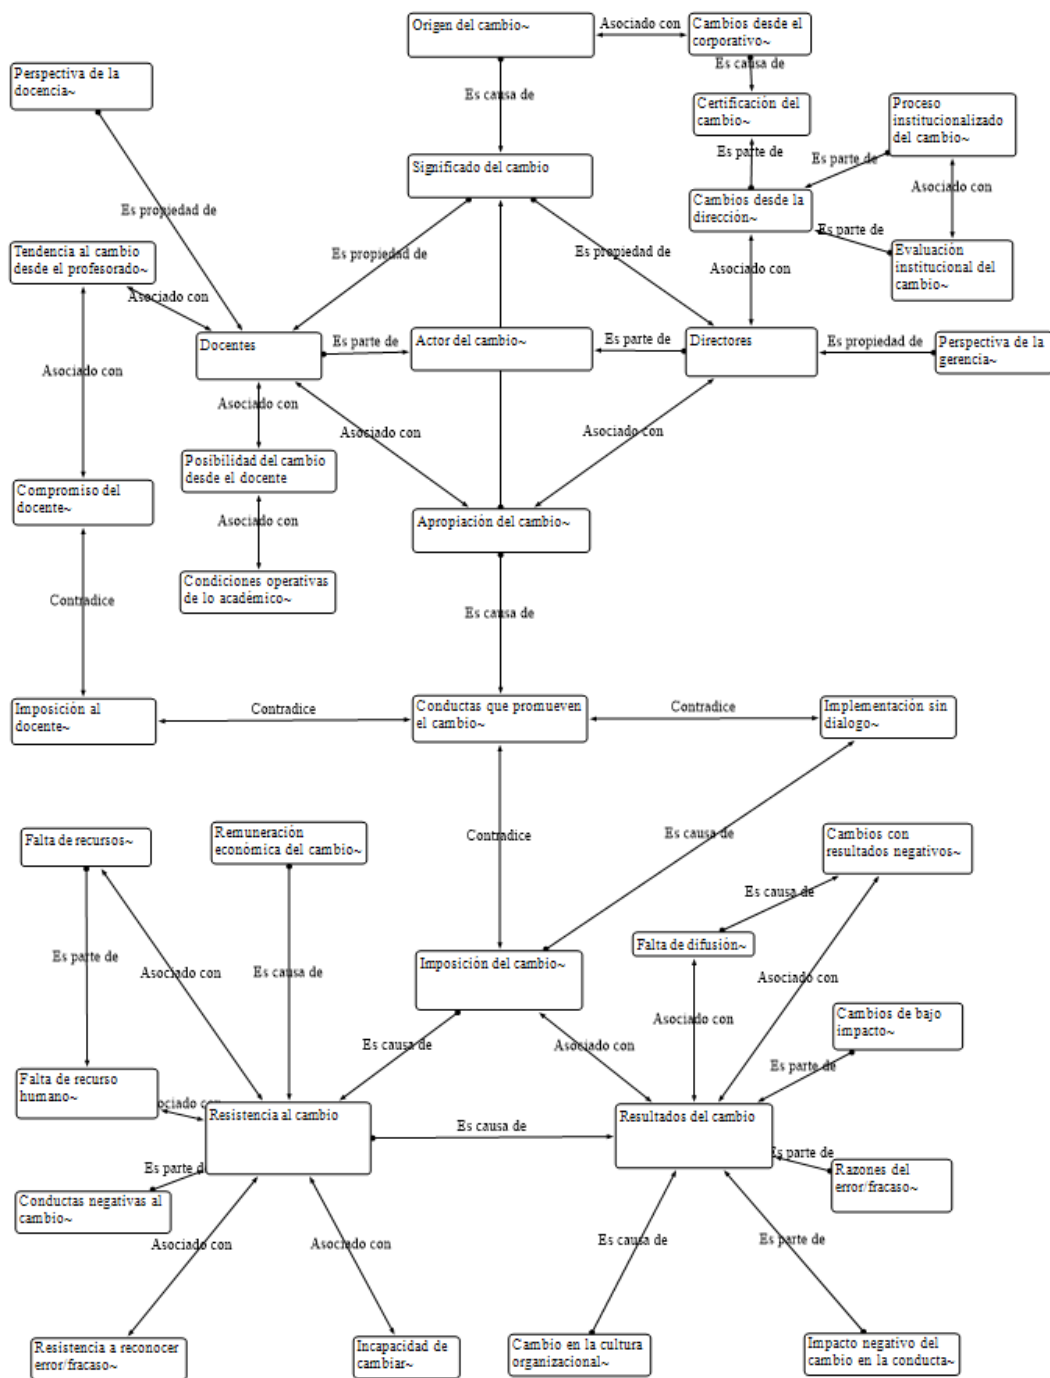 Origen del cambio~
Asociado con
Cambios desde el
corporativo~
Es causa de
Es causa de
Perspectiva de la
docencia~
Certificación del
cambio~
Proceso
institucionalizado
del cambio~
Es parte de
Es parte de
Significado del cambio
Asociado con
Cambios desde la
dirección~
Es propiedad de
Es parte de
Tendencia al cambio
desde el profesorado~
Es propiedad de
Es propiedad de
Evaluación
institucional del
cambio~
Asociado con
Asociado con
Docentes
Es parte de
Actor del cambio~
Es parte de
Directores
Es propiedad de
Perspectiva de la
gerencia~
Asociado con
Asociado con
Asociado con
Asociado con
Posibilidad del cambio
desde el docente
Compromiso del
docente~
Asociado con
Apropiación del cambio~
Condiciones operativas
de lo académico~
Contradice
Es causa de
Imposición al
docente~
Contradice
Conductas que promueven
el cambio~
Contradice
Implementación sin
dialogo~
Falta de recursos~
Remuneración
económica del cambio~
Contradice
Es causa de
Cambios con
resultados negativos~
Es causa de
Falta de difusión~
Es parte de
Asociado con
Es causa de
Imposición del cambio~
Asociado con
Asociado con
Cambios de bajo
impacto~
Es causa de
Asociado con
Es parte de
Falta de recurso
humano~
ociado con
Resistencia al cambio
Es causa de
Resultados del cambio
Es parte de
Es parte de
Razones del
error/fracaso~
Conductas negativas al
cambio~
Asociado con
Asociado con
Es causa de
Es parte de
Resistencia a reconocer
error/fracaso~
Incapacidad de
cambiar~
Cambio en la cultura
organizacional~
Impacto negativo del
cambio en la conducta~